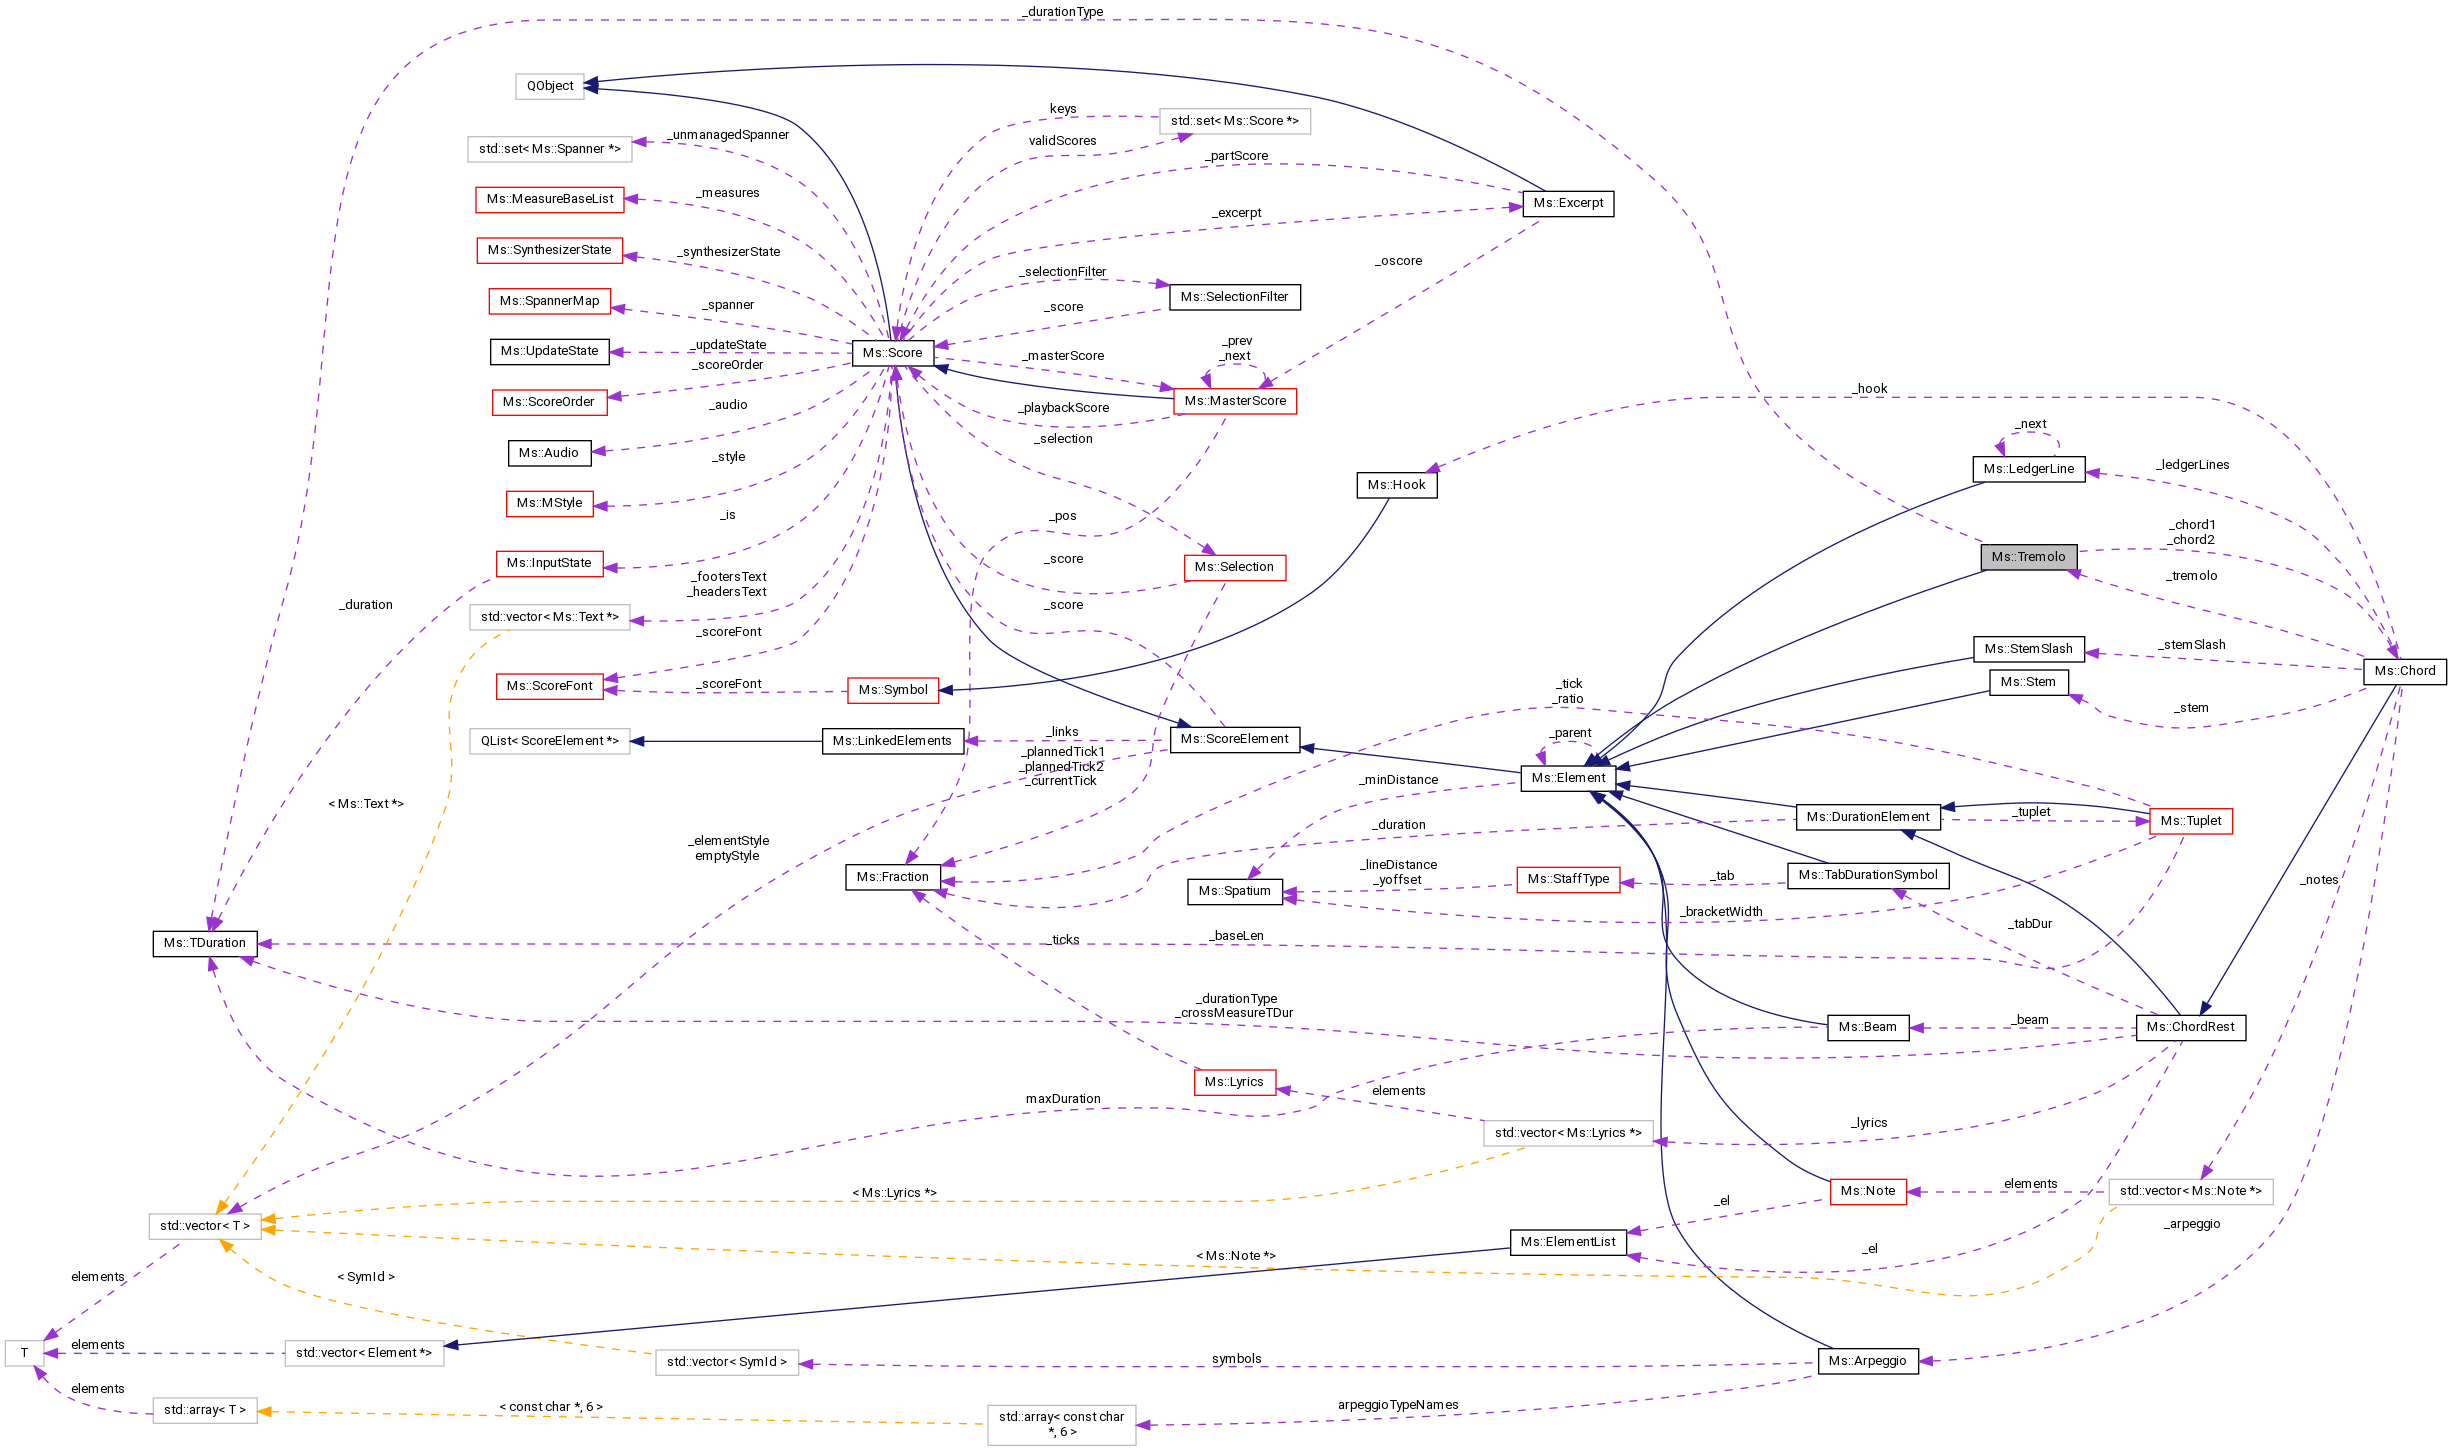 _durationType
QObject
keys
std::set< Ms::Score *>
_unmanagedSpanner
validScores
std::set< Ms::Spanner *>
_partScore
_measures
Ms::MeasureBaseList
Ms::Excerpt
_excerpt
Ms::SynthesizerState
_synthesizerState
_oscore
_selectionFilter
Ms::SpannerMap
_spanner
Ms::SelectionFilter
_score
_updateState
Ms::UpdateState
Ms::Score
_prev
_next
_masterScore
_scoreOrder
_hook
Ms::ScoreOrder
_audio
_playbackScore
Ms::MasterScore
_next
_selection
Ms::Audio
_style
_ledgerLines
Ms::LedgerLine
Ms::Hook
Ms::MStyle
_is
_pos
_chord1
_chord2
Ms::InputState
_score
Ms::Selection
Ms::Tremolo
_tremolo
_footersText
_headersText
_duration
_score
std::vector< Ms::Text *>
_scoreFont
_stemSlash
Ms::StemSlash
Ms::Chord
Ms::ScoreFont
_scoreFont
Ms::Symbol
_tick
_ratio
Ms::Stem
_stem
QList< ScoreElement *>
Ms::LinkedElements
_links
Ms::ScoreElement
_parent
_plannedTick1
_plannedTick2
_currentTick
_minDistance
Ms::Element
< Ms::Text *>
_tuplet
Ms::DurationElement
Ms::Tuplet
_duration
_elementStyle
emptyStyle
_lineDistance
_yoffset
Ms::Fraction
Ms::Spatium
Ms::StaffType
_tab
Ms::TabDurationSymbol
_notes
_bracketWidth
_tabDur
Ms::TDuration
_ticks
_baseLen
_durationType
_crossMeasureTDur
Ms::Beam
_beam
Ms::ChordRest
Ms::Lyrics
maxDuration
elements
std::vector< Ms::Lyrics *>
_lyrics
< Ms::Lyrics *>
_el
Ms::Note
elements
std::vector< Ms::Note *>
std::vector< T >
_arpeggio
Ms::ElementList
< Ms::Note *>
_el
elements
< SymId >
T
elements
std::vector< Element *>
std::vector< SymId >
symbols
Ms::Arpeggio
elements
std::array< T >
< const char *, 6 >
std::array< const char
*, 6 >
arpeggioTypeNames